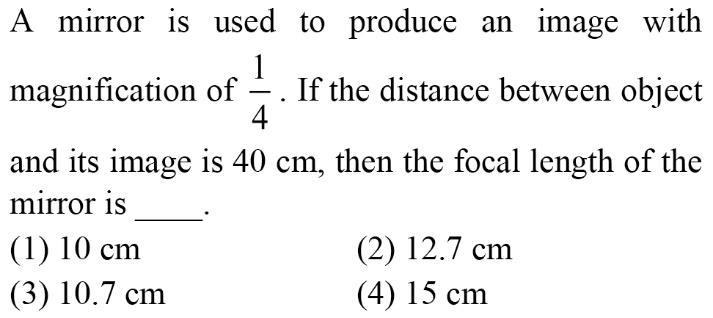 A mirror is used to produce an image with
magnification of 1/4. If the distance between object
and its image is 40 cm, then the focal length of the
mirror is _____.
(1) 10 cm (2) 12.7 cm
(3) 10.7 cm (4) 15 cm